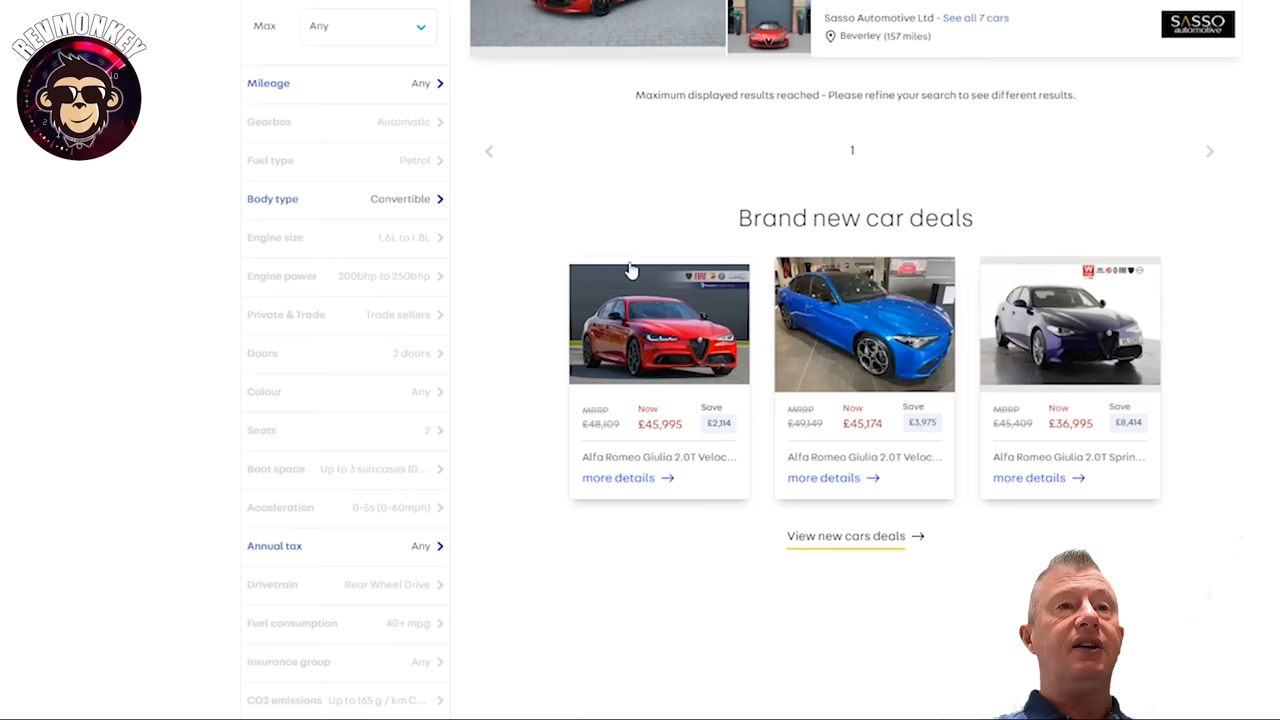 REVMONKEY
Max Any
Mileage Any
Gearbox Automatic
Fuel type Petrol
Body type Convertible
Engine size 1.6L to 1.8L
Engine power 200bhp to 250bhp
Private & Trade Trade sellers
Doors 2 doors
Colour Any
Seats 2
Boot space Up to 3 suitcases (0...
Acceleration 0-5s (0-60mph)
Annual tax Any
Drivetrain Rear Wheel Drive
Fuel consumption 40+ mpg
Insurance group Any
CO2 emissions Up to 165 g / km C...
Sasso Automotive Ltd - See all 7 cars
Beverley (157 miles)
SASSO
automotive
Maximum displayed results reached - Please refine your search to see different results.
1
Brand new car deals
MRRP Now Save
£48,109 £45,995 £2,114
Alfa Romeo Giulia 2.0T Veloc...
more details
MRRP Now Save
£49,149 £45,174 £3,975
Alfa Romeo Giulia 2.0T Veloc...
more details
MRRP Now Save
£45,409 £36,995 £8,414
Alfa Romeo Giulia 2.0T Sprin...
more details
View new cars deals